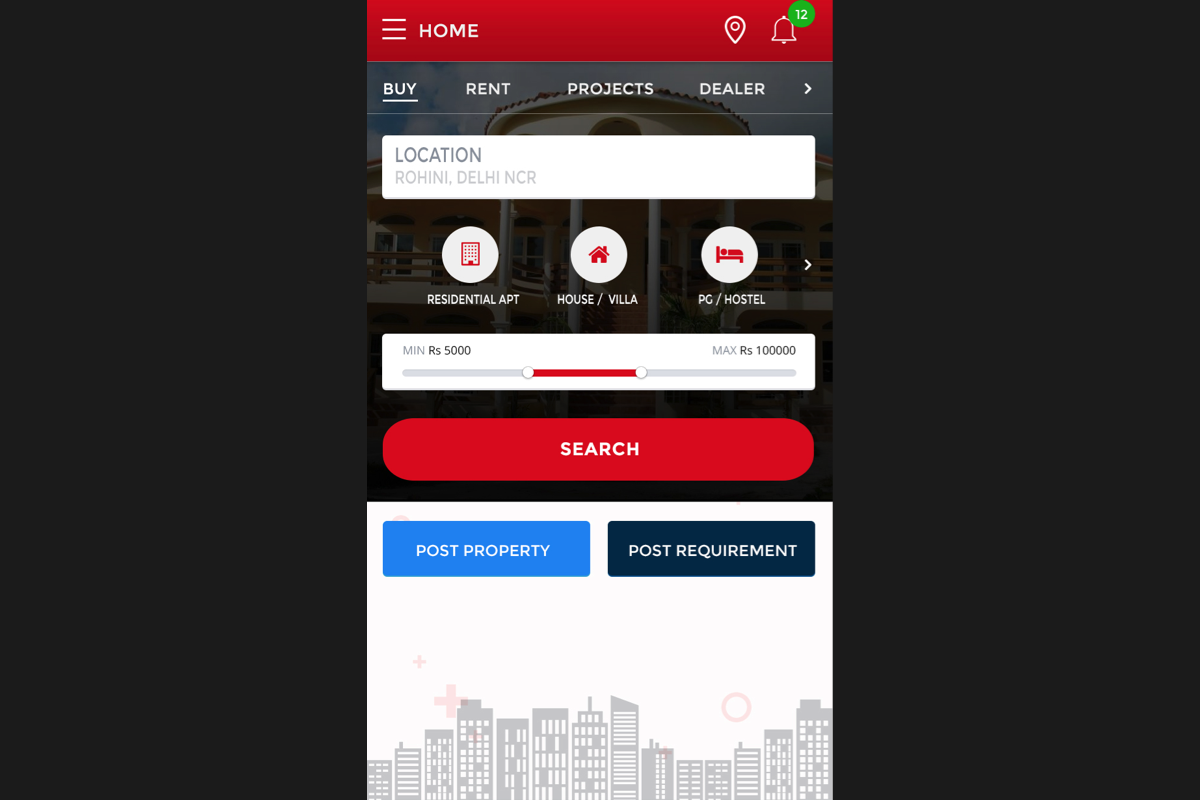 HOME
12
BUY RENT PROJECTS DEALER
LOCATION
ROHINI, DELHI NCR
RESIDENTIAL APT HOUSE / VILLA PG / HOSTEL
MIN Rs 5000 MAX Rs 100000
SEARCH
POST PROPERTY POST REQUIREMENT